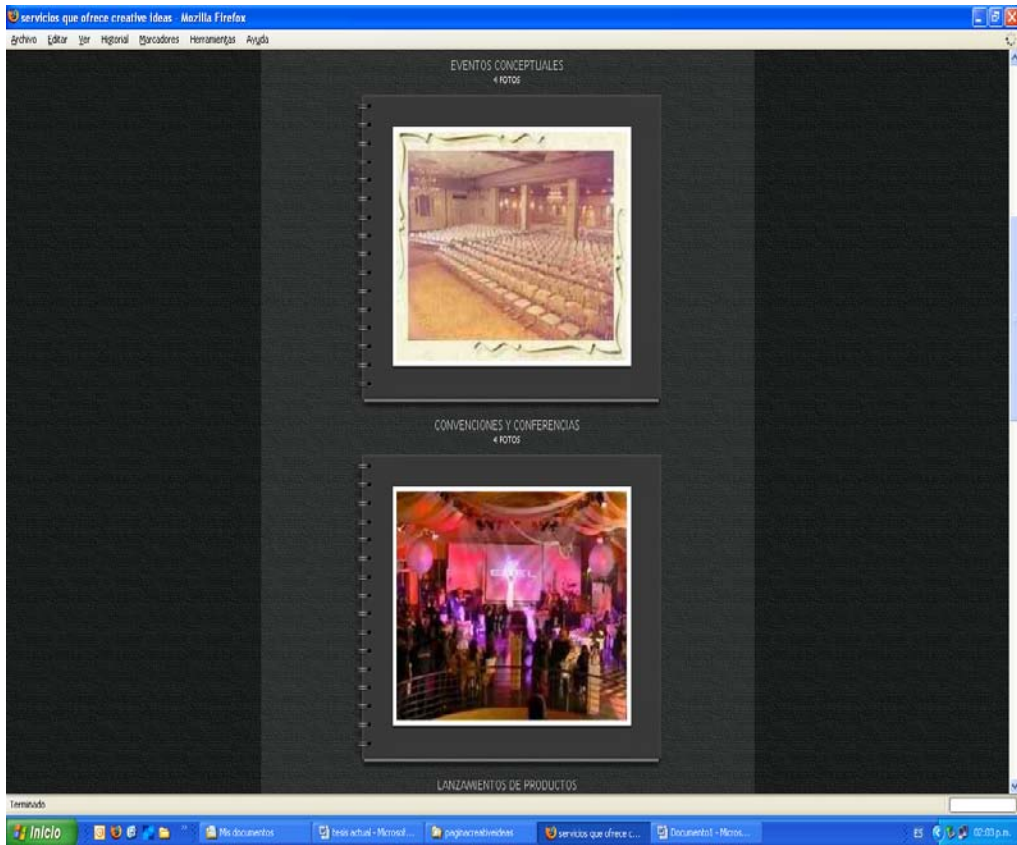 servicios que ofrece creative ideas - Mozilla Firefox
Archivo Editar Ver Historial Marcadores Herramientas Ayuda
EVENTOS CONCEPTUALES
4 FOTOS
CONVENCIONES Y CONFERENCIAS
4 FOTOS
LANZAMIENTOS DE PRODUCTOS
Terminado
Inicio
Mis documentos
tesis actual - Microsof...
paginacreativeideas
servicios que ofrece c...
Documento1 - Micros...
ES
02:03 p.m.